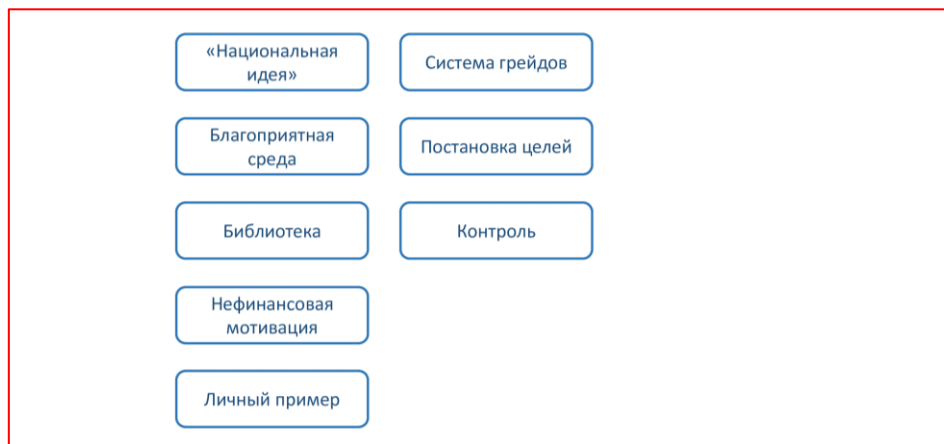 «Национальная
идея»
Система грейдов
Благоприятная
среда
Постановка целей
Библиотека
Контроль
Нефинансовая
мотивация
Личный пример